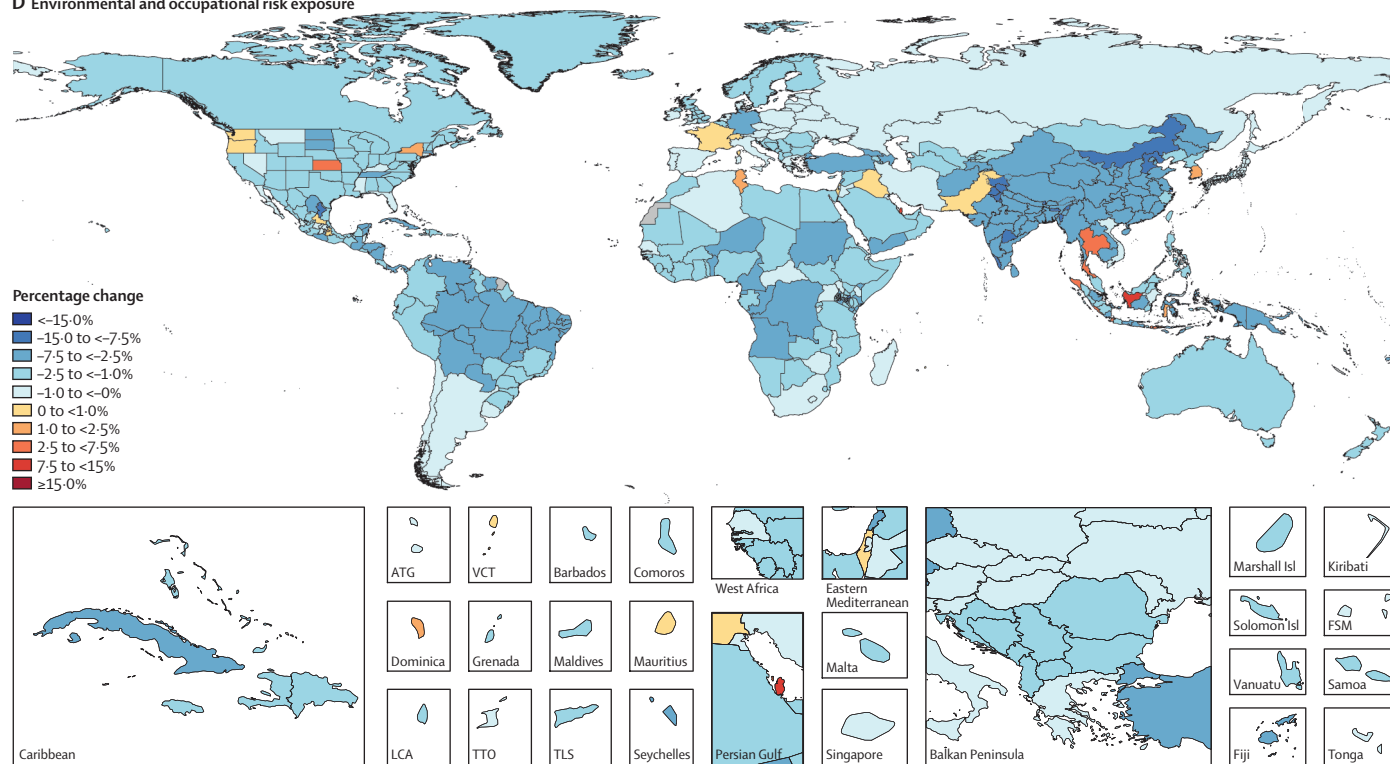 D Environmental and occupational risk exposure
Percentage change
<–15·0%
–15·0 to <–7·5%
–7·5 to <–2·5%
–2·5 to <–1·0%
–1·0 to <–0%
0 to <1·0%
1·0 to <2·5%
2·5 to <7·5%
7·5 to <15%
≥15·0%
Caribbean
ATG
VCT
Barbados
Comoros
Dominica
Grenada
Maldives
Mauritius
LCA
TTO
TLS
Seychelles
West Africa
Eastern
Mediterranean
Persian Gulf
Malta
Singapore
Balkan Peninsula
Marshall Isl
Kiribati
Solomon Isl
FSM
Vanuatu
Samoa
Fiji
Tonga